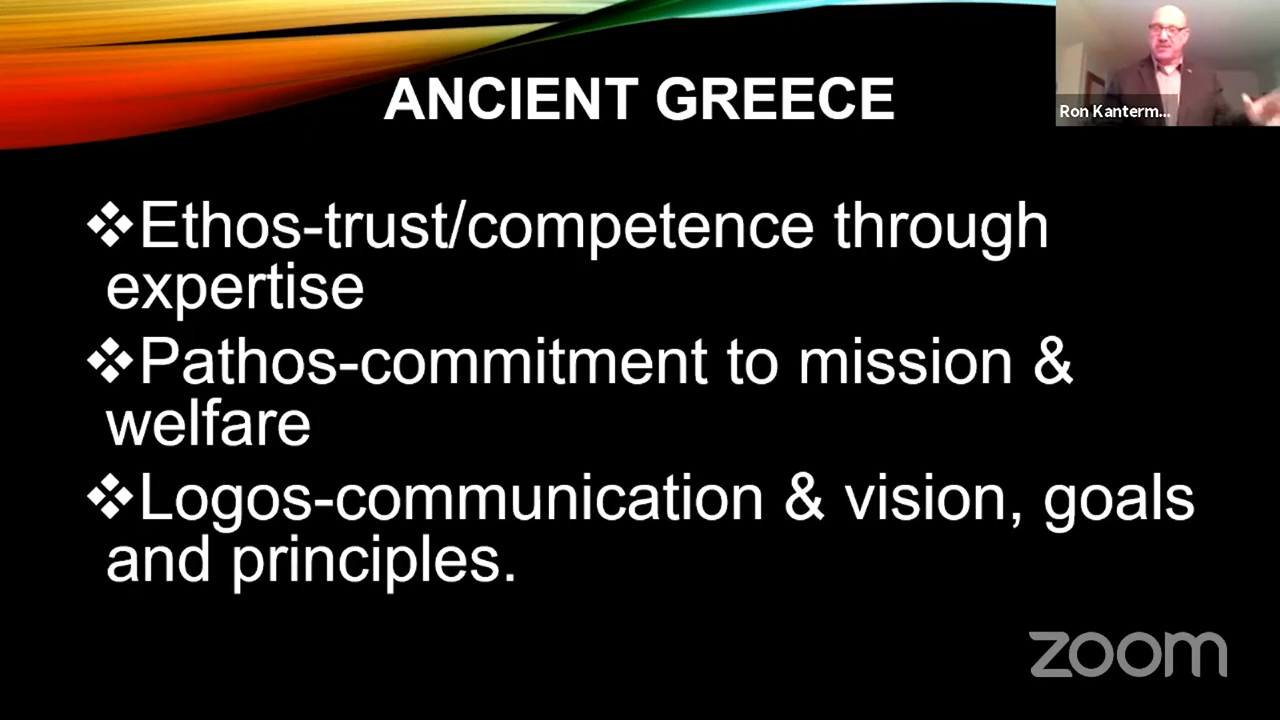 ANCIENT GREECE
Ron Kanterm...
❖Ethos-trust/competence through
expertise
❖Pathos-commitment to mission &
welfare
❖Logos-communication & vision, goals
and principles.
zoom